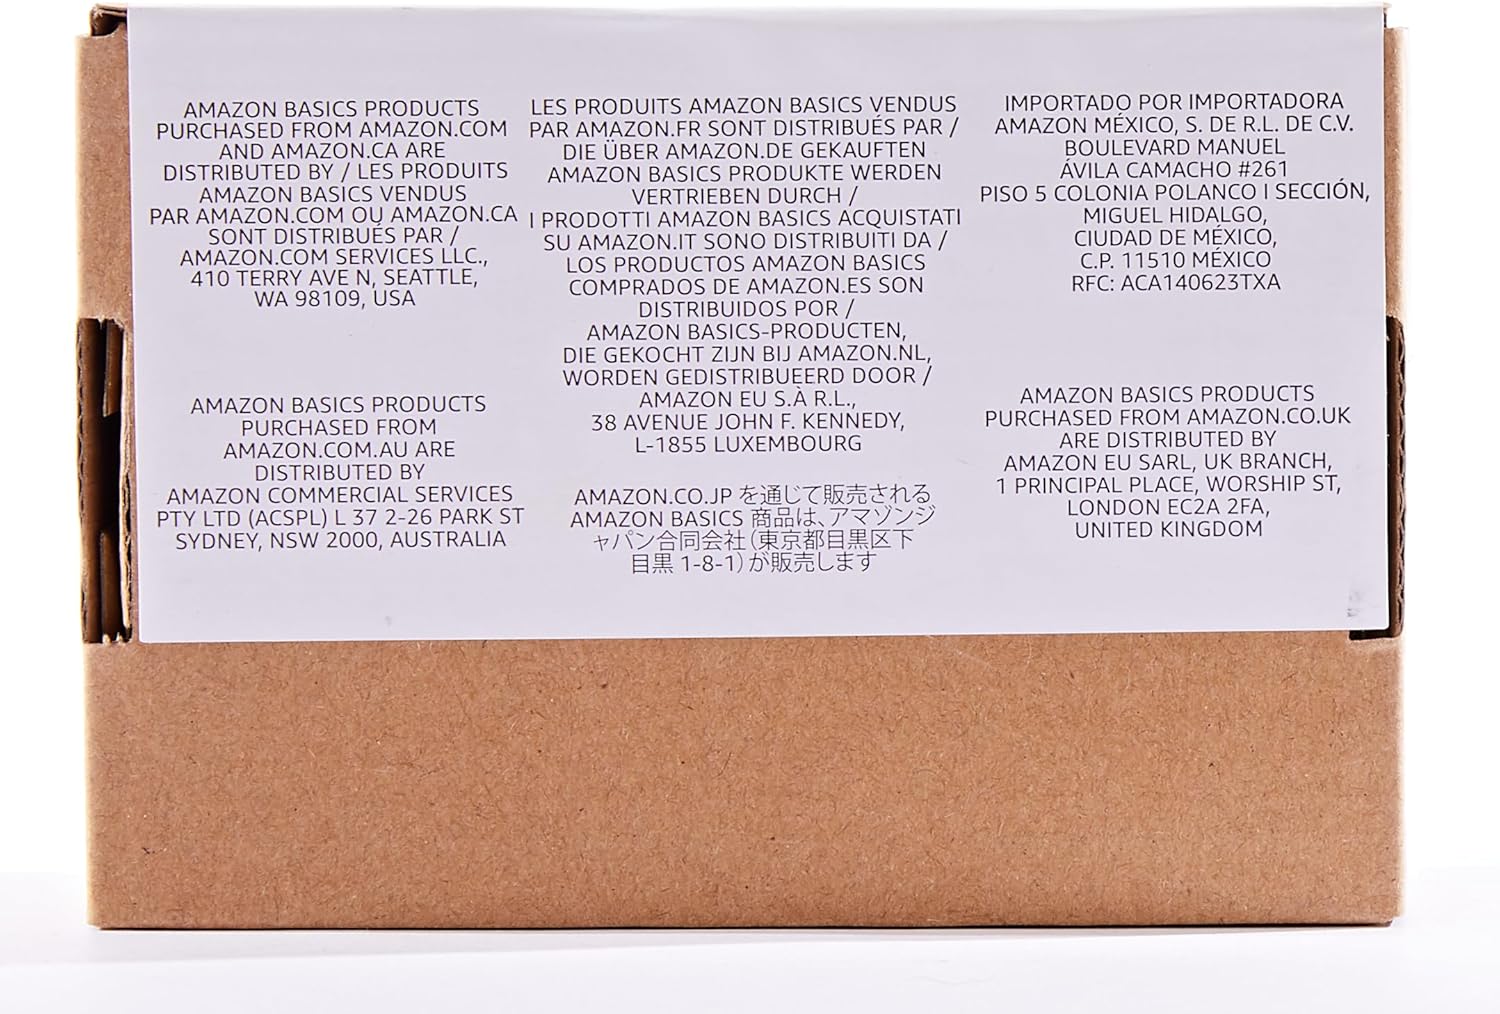 AMAZON BASICS PRODUCTS
PURCHASED FROM AMAZON.COM
AND AMAZON.CA ARE
DISTRIBUTED BY / LES PRODUITS
AMAZON BASICS VENDUS
PAR AMAZON.COM OU AMAZON.CA
SONT DISTRIBUÉS PAR /
AMAZON.COM SERVICES LLC.,
410 TERRY AVE N, SEATTLE,
WA 98109, USA
AMAZON BASICS PRODUCTS
PURCHASED FROM
AMAZON.COM.AU ARE
DISTRIBUTED BY
AMAZON COMMERCIAL SERVICES
PTY LTD (ACSPL) L 37 2-26 PARK ST
SYDNEY, NSW 2000, AUSTRALIA
LES PRODUITS AMAZON BASICS VENDUS
PAR AMAZON.FR SONT DISTRIBUÉS PAR /
DIE ÜBER AMAZON.DE GEKAUFTEN
AMAZON BASICS PRODUKTE WERDEN
VERTRIEBEN DURCH /
I PRODOTTI AMAZON BASICS ACQUISTATI
SU AMAZON.IT SONO DISTRIBUITI DA /
LOS PRODUCTOS AMAZON BASICS
COMPRADOS DE AMAZON.ES SON
DISTRIBUIDOS POR /
AMAZON BASICS-PRODUCTEN,
DIE GEKOCHT ZIJN BIJ AMAZON.NL,
WORDEN GEDISTRIBUEERD DOOR /
AMAZON EU S.À R.L.,
38 AVENUE JOHN F. KENNEDY,
L-1855 LUXEMBOURG
AMAZON.CO.JP を通じて販売される
AMAZON BASICS 商品は、アマゾンジ
ャパン合同会社（東京都目黒区下
目黒 1-8-1）が販売します
IMPORTADO POR IMPORTADORA
AMAZON MÉXICO, S. DE R.L. DE C.V.
BOULEVARD MANUEL
ÁVILA CAMACHO #261
PISO 5 COLONIA POLANCO I SECCIÓN,
MIGUEL HIDALGO,
CIUDAD DE MÉXICO,
C.P. 11510 MÉXICO
RFC: ACA140623TXA
AMAZON BASICS PRODUCTS
PURCHASED FROM AMAZON.CO.UK
ARE DISTRIBUTED BY
AMAZON EU SARL, UK BRANCH,
1 PRINCIPAL PLACE, WORSHIP ST,
LONDON EC2A 2FA,
UNITED KINGDOM